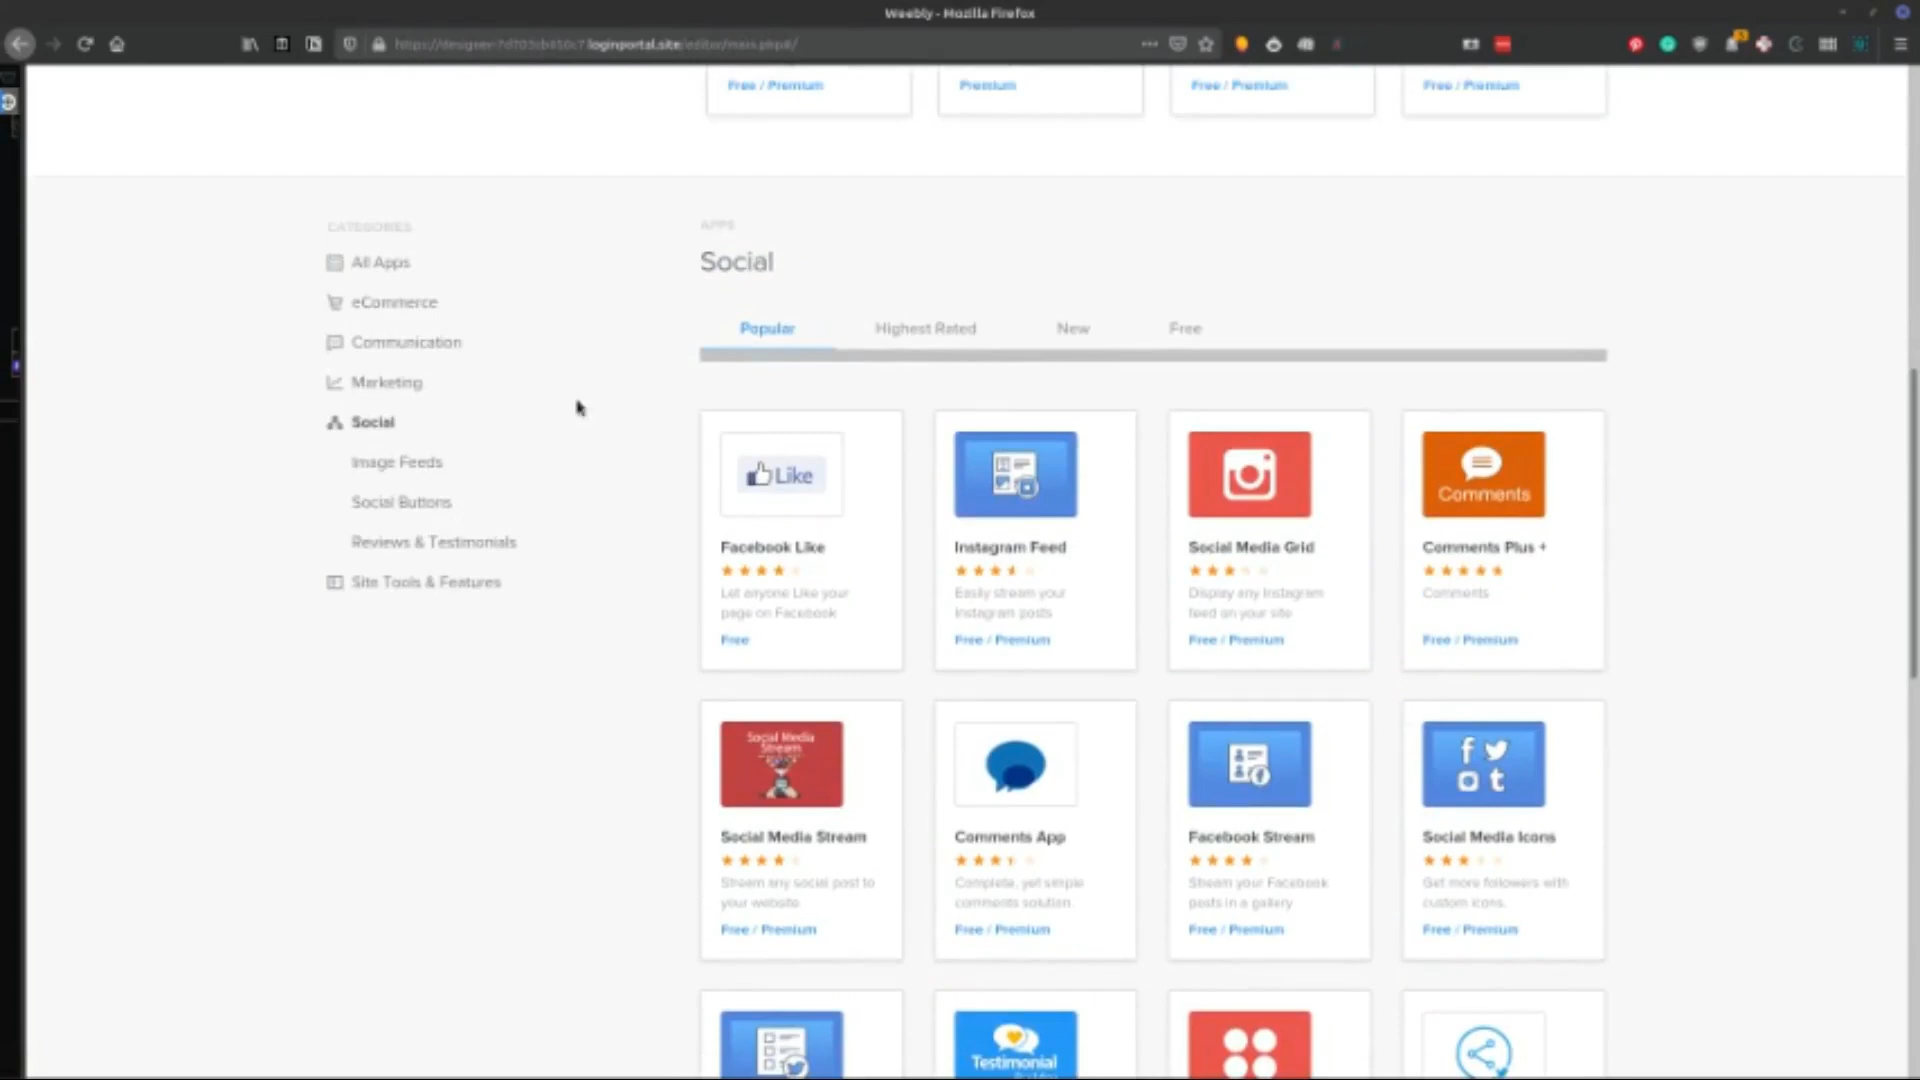 Weebly - Mozilla Firefox
loginportal.site/editor/main.php#/
Free / Premium
Premium
Free / Premium
Free / Premium
CATEGORIES
All Apps
eCommerce
Communication
Marketing
Social
Image Feeds
Social Buttons
Reviews & Testimonials
Site Tools & Features
APPS
Social
Popular
Highest Rated
New
Free
Like
Facebook Like
Let anyone Like your
page on Facebook
Free
Instagram Feed
Easily stream your
Instagram posts
Free / Premium
Social Media Grid
Display any Instagram
feed on your site
Free / Premium
Comments
Comments Plus +
Comments
Free / Premium
Social Media
Stream
Social Media Stream
Stream any social post to
your website
Free / Premium
Comments App
Complete, yet simple
comments solution.
Free / Premium
Facebook Stream
Stream your Facebook
posts in a gallery
Free / Premium
Social Media Icons
Get more followers with
custom icons.
Free / Premium
Testimonial